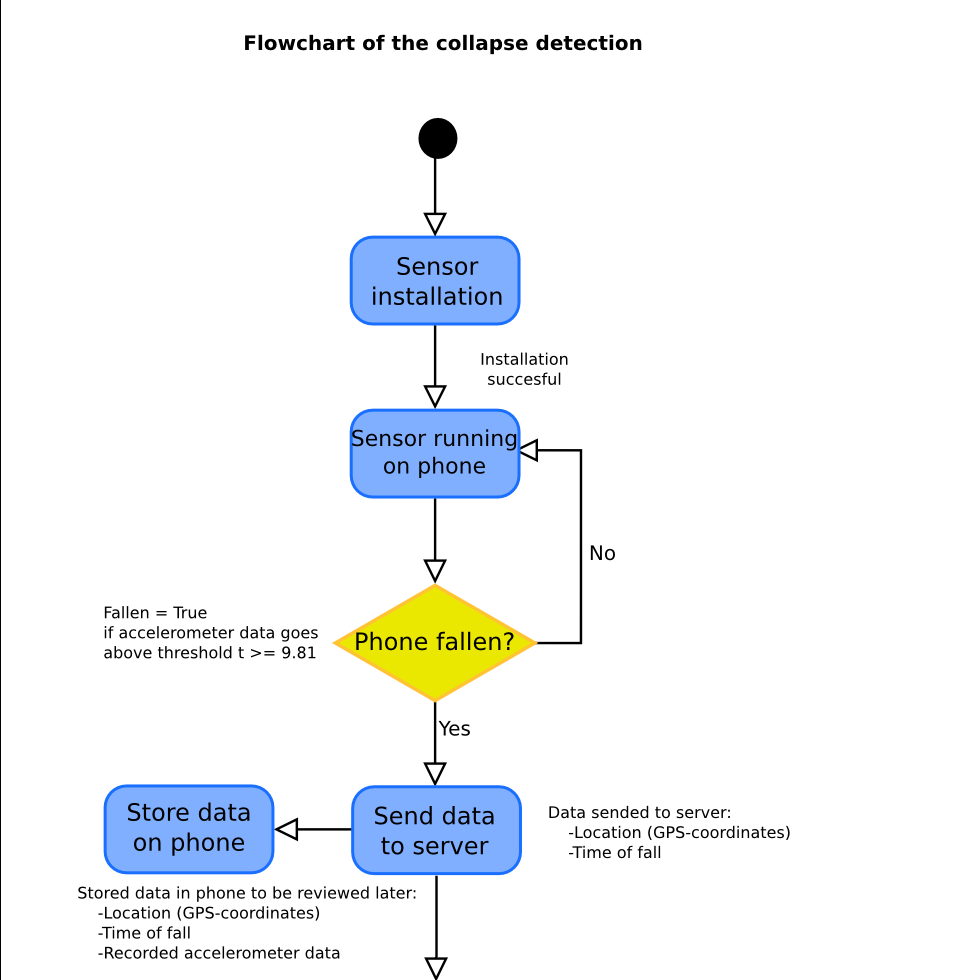 Flowchart of the collapse detection
Sensor
installation
Installation
succesful
Sensor running
on phone
No
Fallen = True
if accelerometer data goes
above threshold t >= 9.81
Phone fallen?
Yes
Store data
on phone
Send data
to server
Data sended to server:
-Location (GPS-coordinates)
-Time of fall
Stored data in phone to be reviewed later:
-Location (GPS-coordinates)
-Time of fall
-Recorded accelerometer data